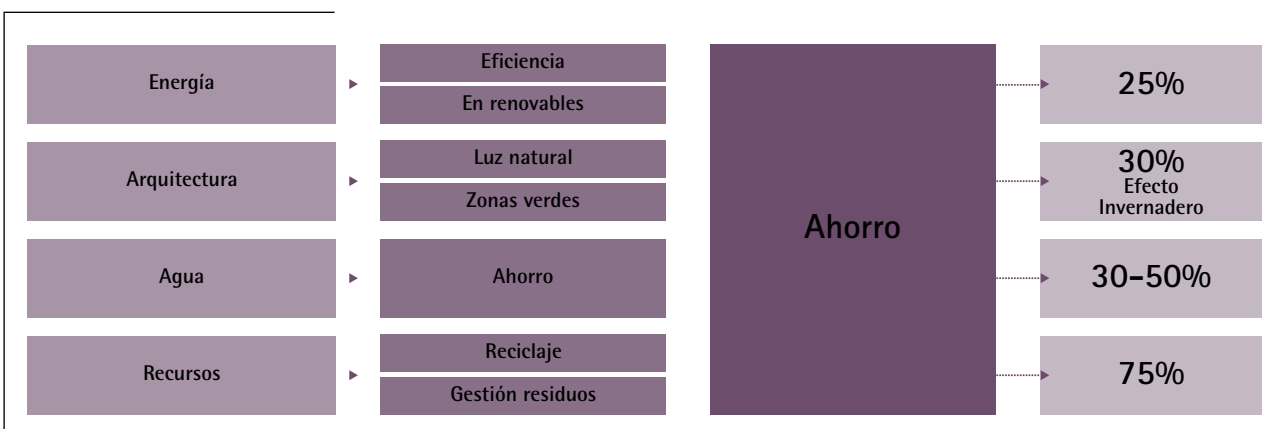 Energía
Eficiencia
En renovables
Arquitectura
Luz natural
Zonas verdes
Agua
Ahorro
Recursos
Reciclaje
Gestión residuos
Ahorro
25%
30%
Efecto
Invernadero
30-50%
75%